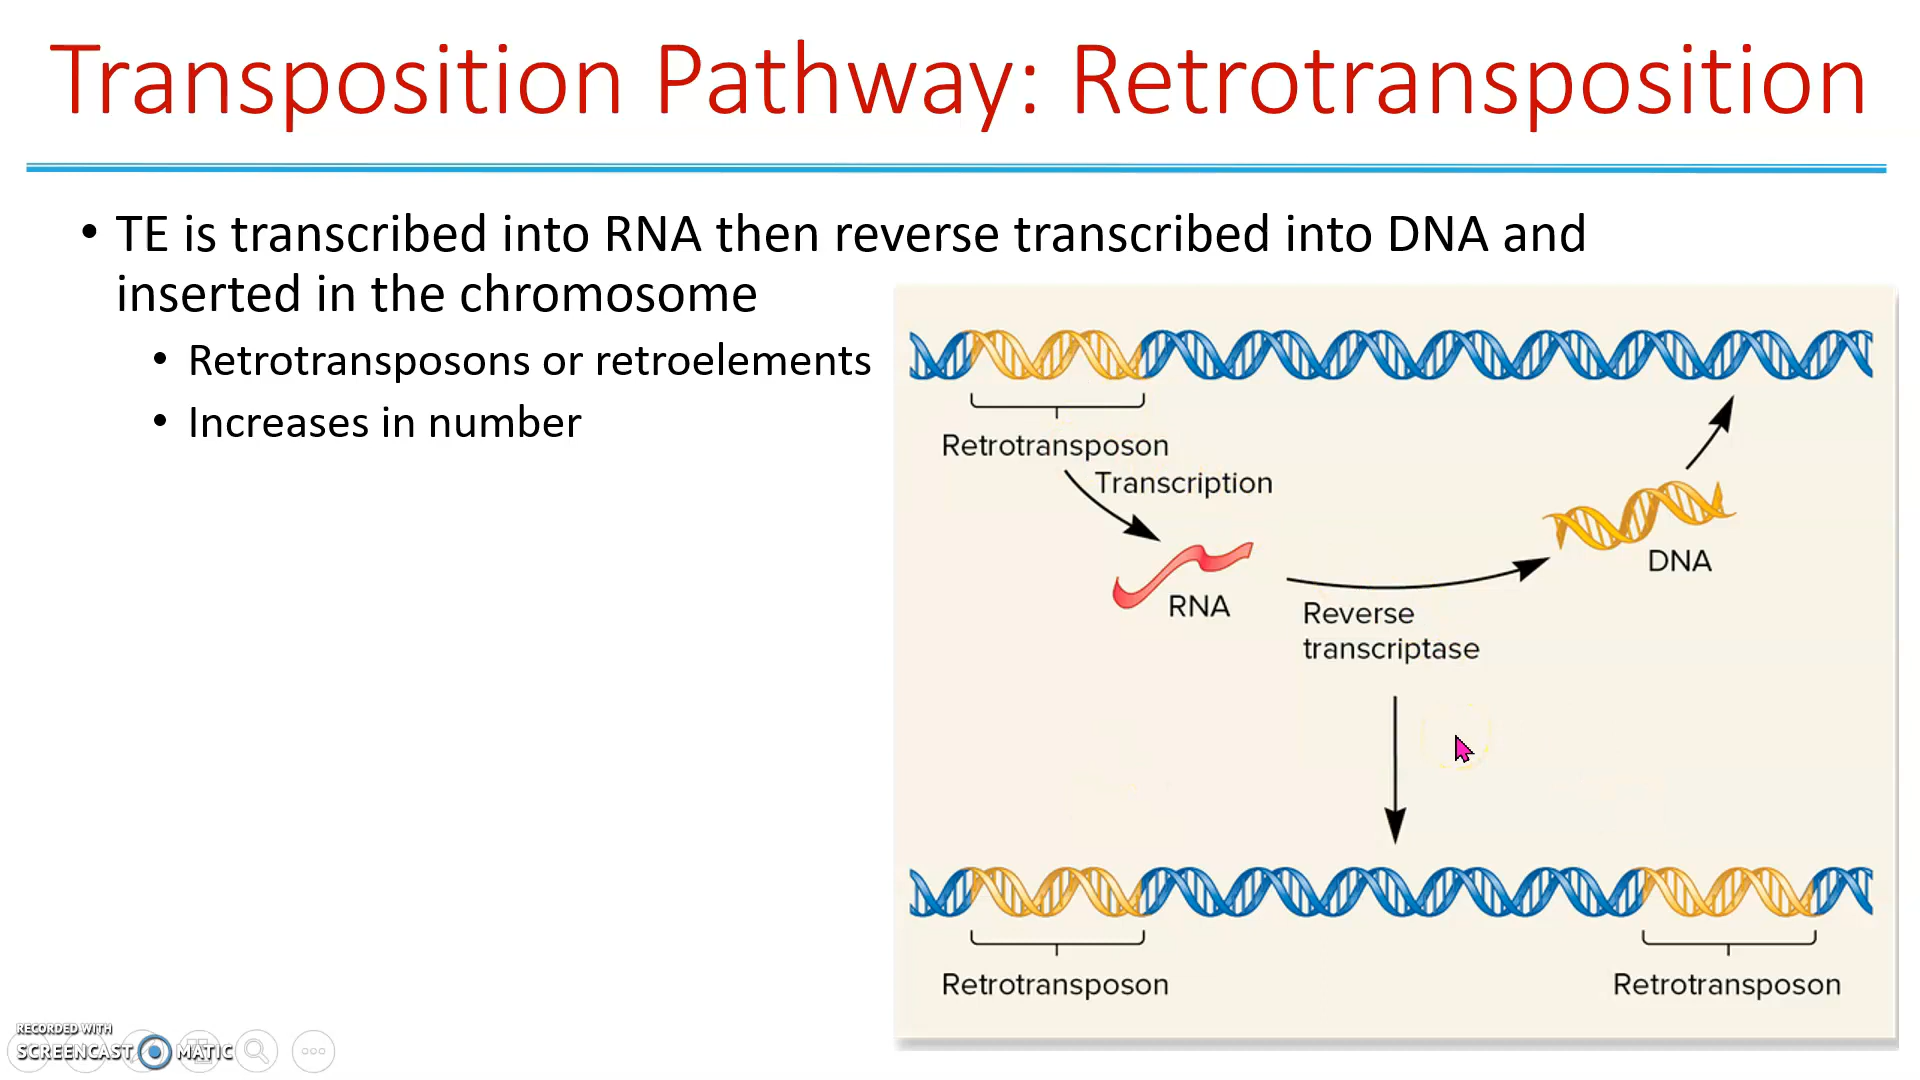 Transposition Pathway: Retrotransposition
• TE is transcribed into RNA then reverse transcribed into DNA and
inserted in the chromosome
• Retrotransposons or retroelements
• Increases in number
Retrotransposon
Transcription
RNA
Reverse
transcriptase
DNA
Retrotransposon
Retrotransposon
RECORDED WITH
SCREENCAST MATIC